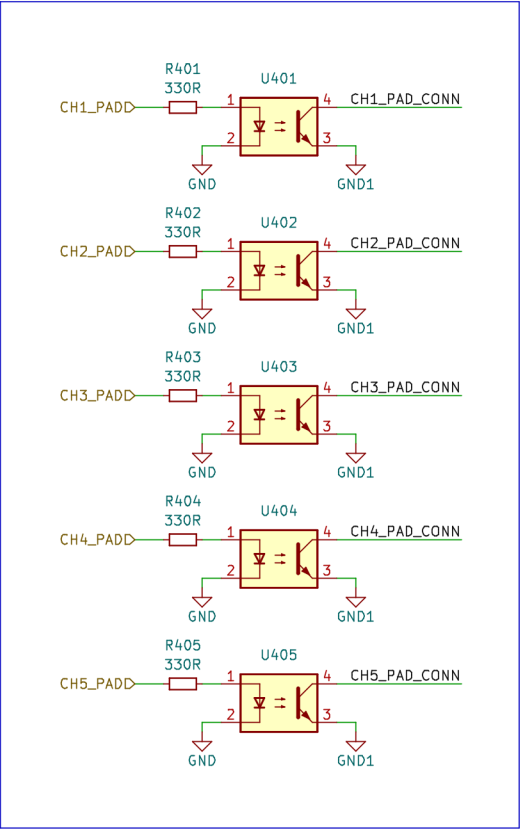 R401
330R
U401
CH1_PAD
1
4
CH1_PAD_CONN
2
3
GND
GND1
R402
330R
U402
CH2_PAD
1
4
CH2_PAD_CONN
2
3
GND
GND1
R403
330R
U403
CH3_PAD
1
4
CH3_PAD_CONN
2
3
GND
GND1
R404
330R
U404
CH4_PAD
1
4
CH4_PAD_CONN
2
3
GND
GND1
R405
330R
U405
CH5_PAD
1
4
CH5_PAD_CONN
2
3
GND
GND1